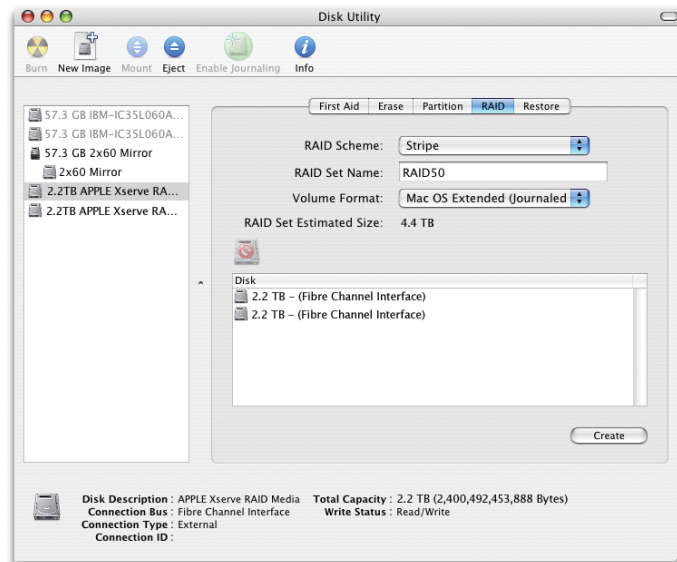 Disk Utility
Burn New Image Mount Eject Enable Journaling Info
57.3 GB IBM-IC35L060A...
57.3 GB IBM-IC35L060A...
57.3 GB 2x60 Mirror
2x60 Mirror
2.2TB APPLE Xserve RA...
2.2TB APPLE Xserve RA...
First Aid Erase Partition RAID Restore
RAID Scheme: Stripe
RAID Set Name: RAID50
Volume Format: Mac OS Extended (Journaled
RAID Set Estimated Size: 4.4 TB
Disk
2.2 TB – (Fibre Channel Interface)
2.2 TB – (Fibre Channel Interface)
Create
Disk Description : APPLE Xserve RAID Media Total Capacity : 2.2 TB (2,400,492,453,888 Bytes)
Connection Bus : Fibre Channel Interface Write Status : Read/Write
Connection Type : External
Connection ID :